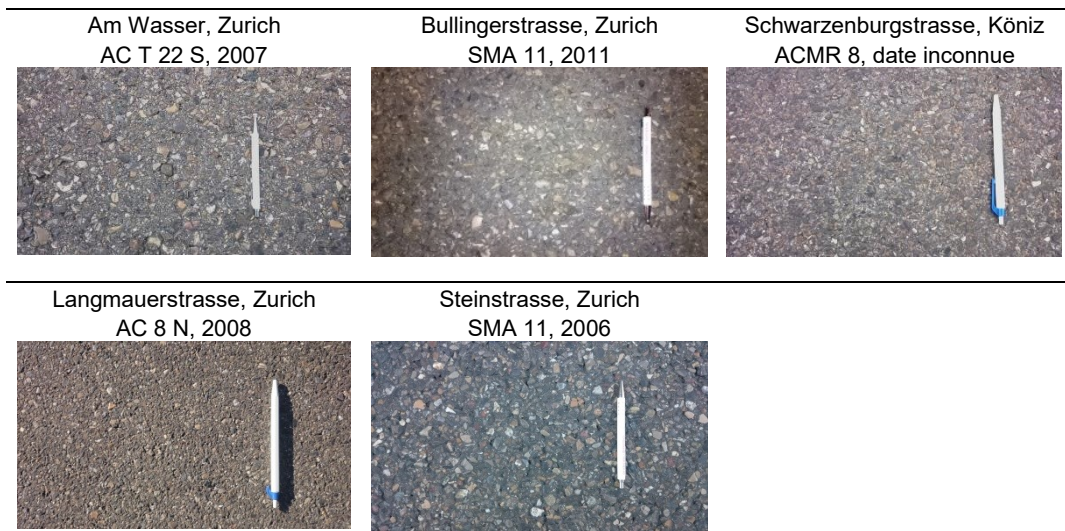 Am Wasser, Zurich
AC T 22 S, 2007
Bullingerstrasse, Zurich
SMA 11, 2011
Schwarzenburgstrasse, Köniz
ACMR 8, date inconnue
Langmauerstrasse, Zurich
AC 8 N, 2008
Steinstrasse, Zurich
SMA 11, 2006